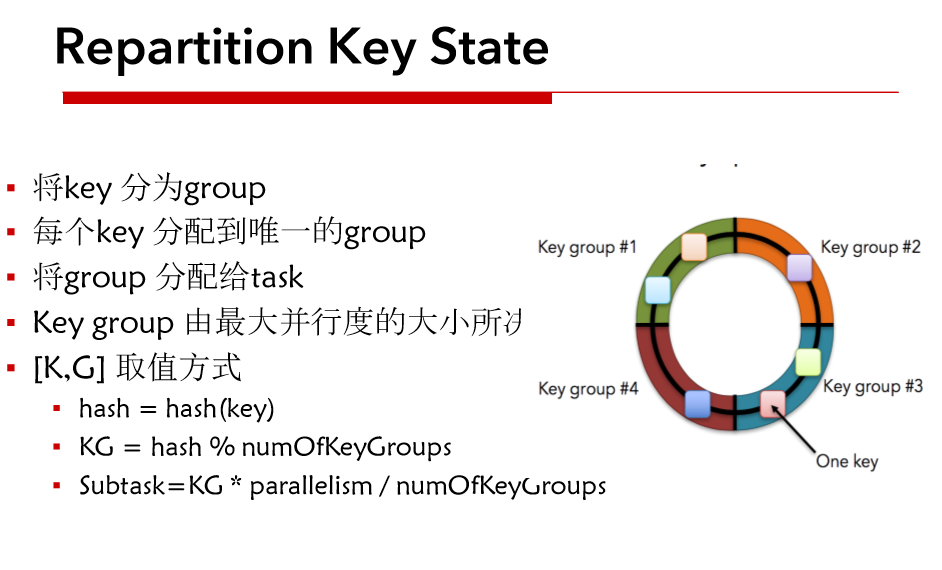 Repartition Key State
将key 分为group
每个key 分配到唯一的group
将group 分配给task
Key group 由最大并行度的大小所
[K,G] 取值方式
hash = hash(key)
KG = hash % numOfKeyGroups
Subtask=KG * parallelism / numOfKeyGroups
Key group #1
Key group #2
Key group #4
Key group #3
One key